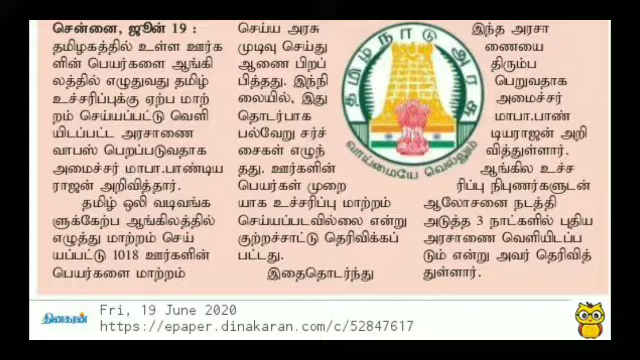 சென்னை, ஜூன் 19 :
தமிழகத்தில் உள்ள ஊர்க
ளின் பெயர்களை ஆங்கி
லத்தில் எழுதுவது தமிழ்
உச்சரிப்புக்கு ஏற்ப மாற்
றம் செய்யப்பட்டு வெளி
யிடப்பட்ட அரசாணை
வாபஸ் பெறப்படுவதாக
அமைச்சர் மாபா.பாண்டிய
ராஜன் அறிவித்தார்.
தமிழ் ஒலி வடிவங்க
ளுக்கேற்ப ஆங்கிலத்தில்
எழுத்து மாற்றம் செய்
யப்பட்டு 1018 ஊர்களின்
பெயர்களை மாற்றம்
செய்ய அரசு
முடிவு செய்து
ஆணை பிறப்
பித்தது. இந்நி
லையில், இது
தொடர்பாக
பல்வேறு சர்ச்
சைகள் எழுந்
தது. ஊர்களின்
பெயர்கள் முறை
யாக உச்சரிப்பு மாற்றம்
செய்யப்படவில்லை என்று
குற்றச்சாட்டு தெரிவிக்கப்
பட்டது.
இதைதொடர்ந்து
தமிழ்நாடு அரசு
வாய்மையே வெல்லும்
இந்த அரசா
ணையை
திரும்ப
பெறுவதாக
அமைச்சர்
மாபா.பாண்
டியராஜன் அறி
வித்துள்ளார்.
ஆங்கில உச்ச
ரிப்பு நிபுணர்களுடன்
ஆலோசனை நடத்தி
அடுத்த 3 நாட்களில் புதிய
அரசாணை வெளியிடப்ப
டும் என்று அவர் தெரிவித்
துள்ளார்.
தினகரன்
Fri, 19 June 2020
https://epaper.dinakaran.com/c/52847617